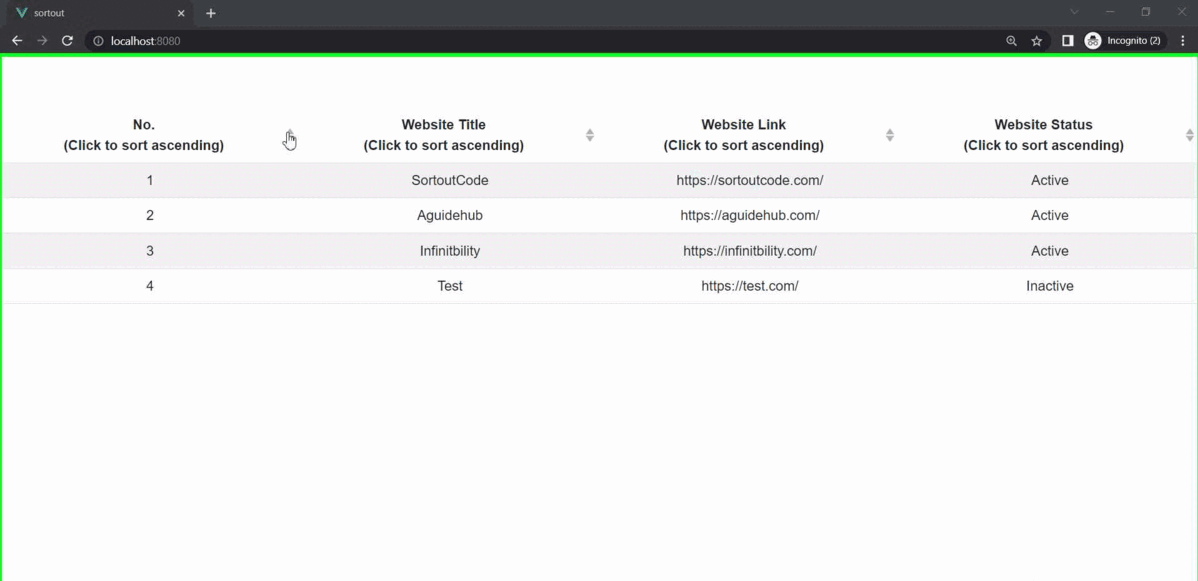 sortout
localhost:8080
Incognito (2)
No. Website Title Website Link Website Status
(Click to sort ascending) (Click to sort ascending) (Click to sort ascending) (Click to sort ascending)
1 SortoutCode https://sortoutcode.com/ Active
2 Aguidehub https://aguidehub.com/ Active
3 Infinitbility https://infinitbility.com/ Active
4 Test https://test.com/ Inactive